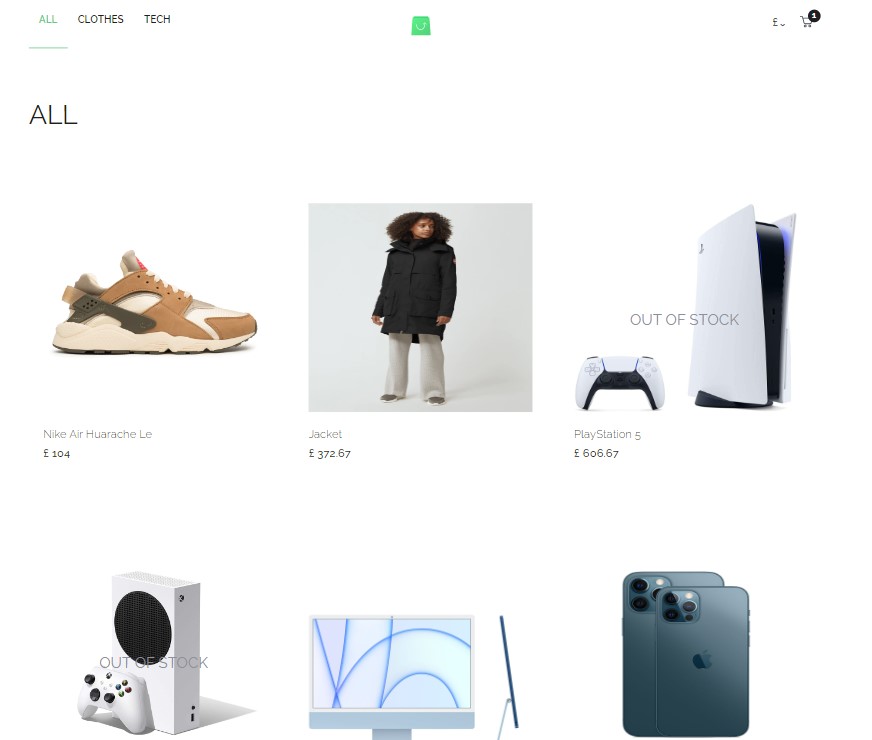 ALL CLOTHES TECH £ 1
ALL
OUT OF STOCK
Nike Air Huarache Le Jacket PlayStation 5
£ 104 £ 372.67 £ 606.67
OUT OF STOCK